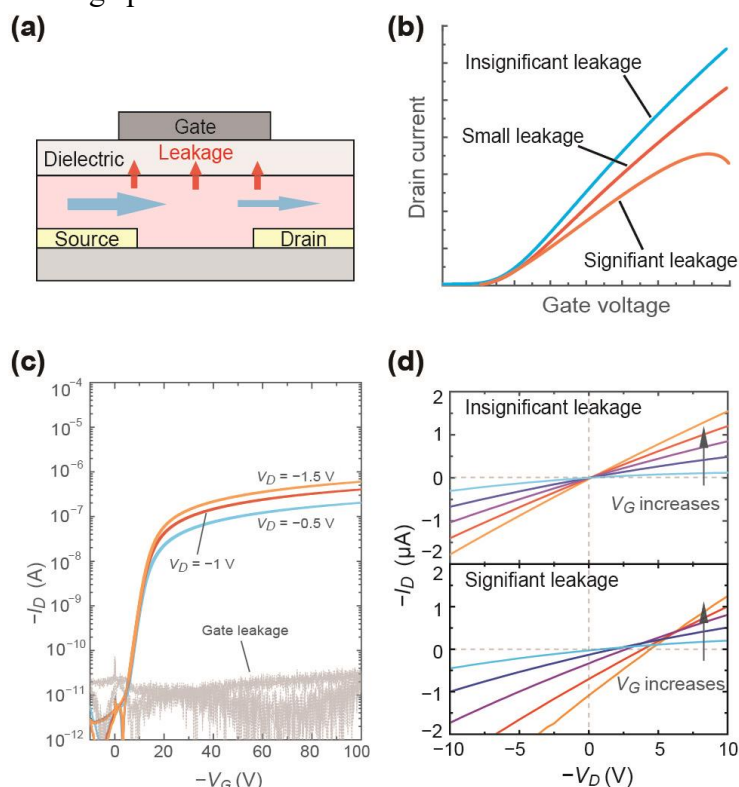 (a)
Gate
Dielectric
Leakage
Source
Drain
(b)
Drain current
Insignificant leakage
Small leakage
Signifiant leakage
Gate voltage
(c)
−I_D (A)
10⁻⁴
10⁻⁵
10⁻⁶
10⁻⁷
10⁻⁸
10⁻⁹
10⁻¹⁰
10⁻¹¹
10⁻¹²
V_D = −1.5 V
V_D = −0.5 V
V_D = −1 V
Gate leakage
0 20 40 60 80 100
−V_G (V)
(d)
−I_D (µA)
2
Insignificant leakage
1
0
V_G increases
−1
−2
2
Signifiant leakage
1
0
V_G increases
−1
−2
−10 −5 0 5 10
−V_D (V)